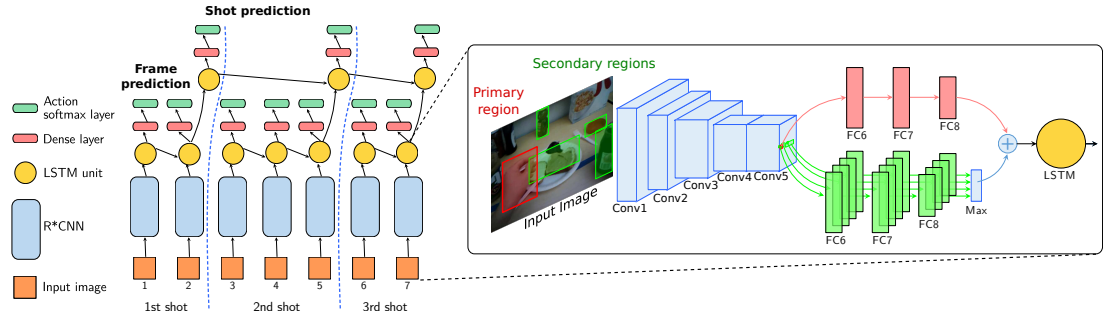 Shot prediction
Frame
prediction
Action
softmax layer
Dense layer
LSTM unit
R*CNN
Input image
1 2 3 4 5 6 7
1st shot 2nd shot 3rd shot
Secondary regions
Primary
region
Input Image
Conv1
Conv2
Conv3
Conv4
Conv5
FC6
FC7
FC8
FC6
FC7
FC8
Max
+
LSTM